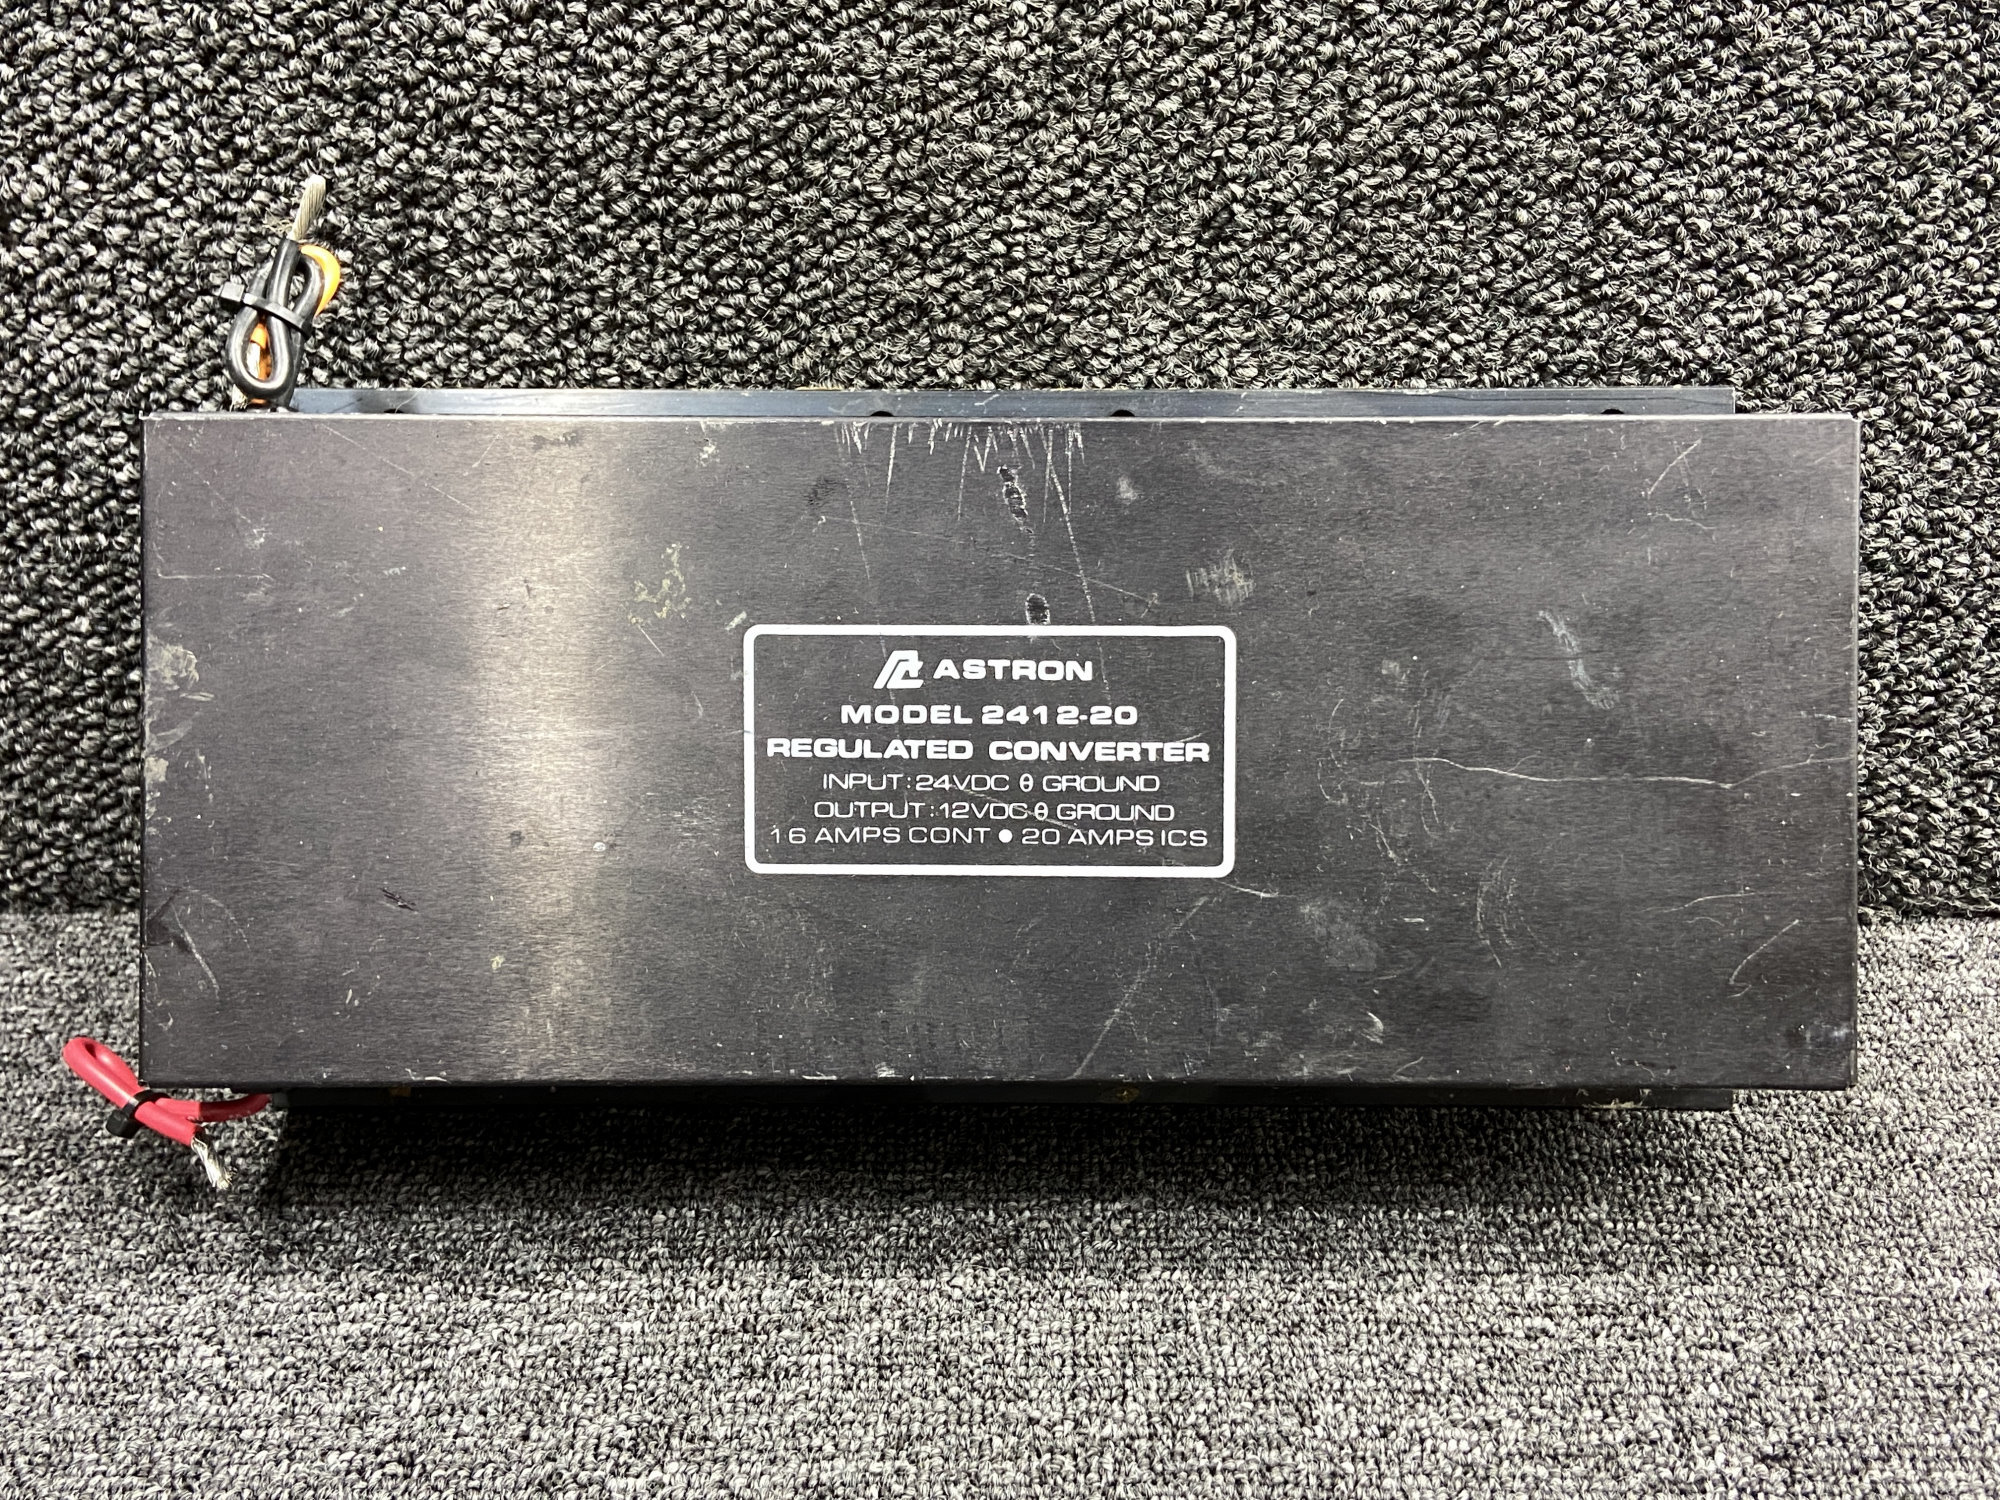 ASTRON
MODEL 2412-20
REGULATED CONVERTER
INPUT: 24VDC θ GROUND
OUTPUT: 12VDC θ GROUND
16 AMPS CONT ● 20 AMPS ICS